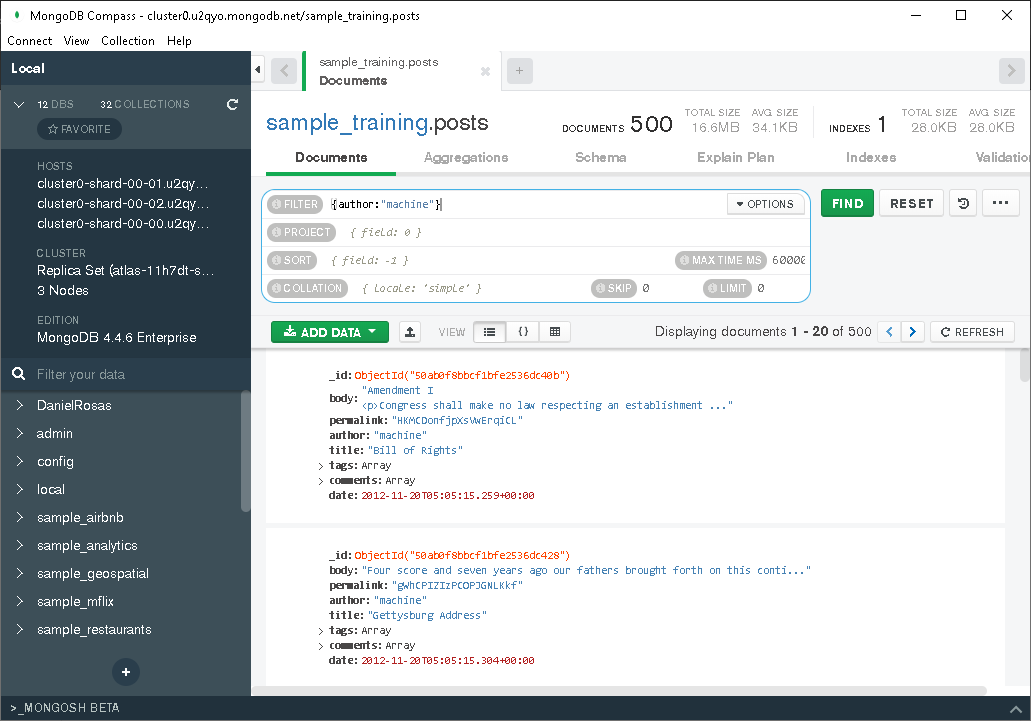 MongoDB Compass - cluster0.u2qyo.mongodb.net/sample_training.posts
Connect View Collection Help
Local
12 DBS 32 COLLECTIONS
FAVORITE
HOSTS
cluster0-shard-00-01.u2qy...
cluster0-shard-00-02.u2qy...
cluster0-shard-00-00.u2qy...
CLUSTER
Replica Set (atlas-11h7dt-s...
3 Nodes
EDITION
MongoDB 4.4.6 Enterprise
Filter your data
DanielRosas
admin
config
local
sample_airbnb
sample_analytics
sample_geospatial
sample_mflix
sample_restaurants
+
>_MONGOSH BETA
sample_training.posts
Documents
+
sample_training.posts
DOCUMENTS 500 TOTAL SIZE 16.6MB AVG. SIZE 34.1KB
INDEXES 1 TOTAL SIZE 28.0KB AVG. SIZE 28.0KB
Documents Aggregations Schema Explain Plan Indexes Validatio
FILTER {author:"machine"} OPTIONS FIND RESET ...
PROJECT { field: 0 }
SORT { field: -1 } MAX TIME MS 60000
COLLATION { locale: 'simple' } SKIP 0 LIMIT 0
ADD DATA VIEW {} Displaying documents 1 - 20 of 500 < > REFRESH
_id: ObjectId("50ab0f8bbcf1bfe2536dc40b")
body: "Amendment I
<p>Congress shall make no law respecting an establishment ..."
permalink: "HKMCDonfjpXsVwErqiCL"
author: "machine"
title: "Bill of Rights"
tags: Array
comments: Array
date: 2012-11-20T05:05:15.259+00:00
_id: ObjectId("50ab0f8bbcf1bfe2536dc428")
body: "Four score and seven years ago our fathers brought forth on this conti..."
permalink: "gWhCPIZIzPCOPJGNLKkf"
author: "machine"
title: "Gettysburg Address"
tags: Array
comments: Array
date: 2012-11-20T05:05:15.304+00:00